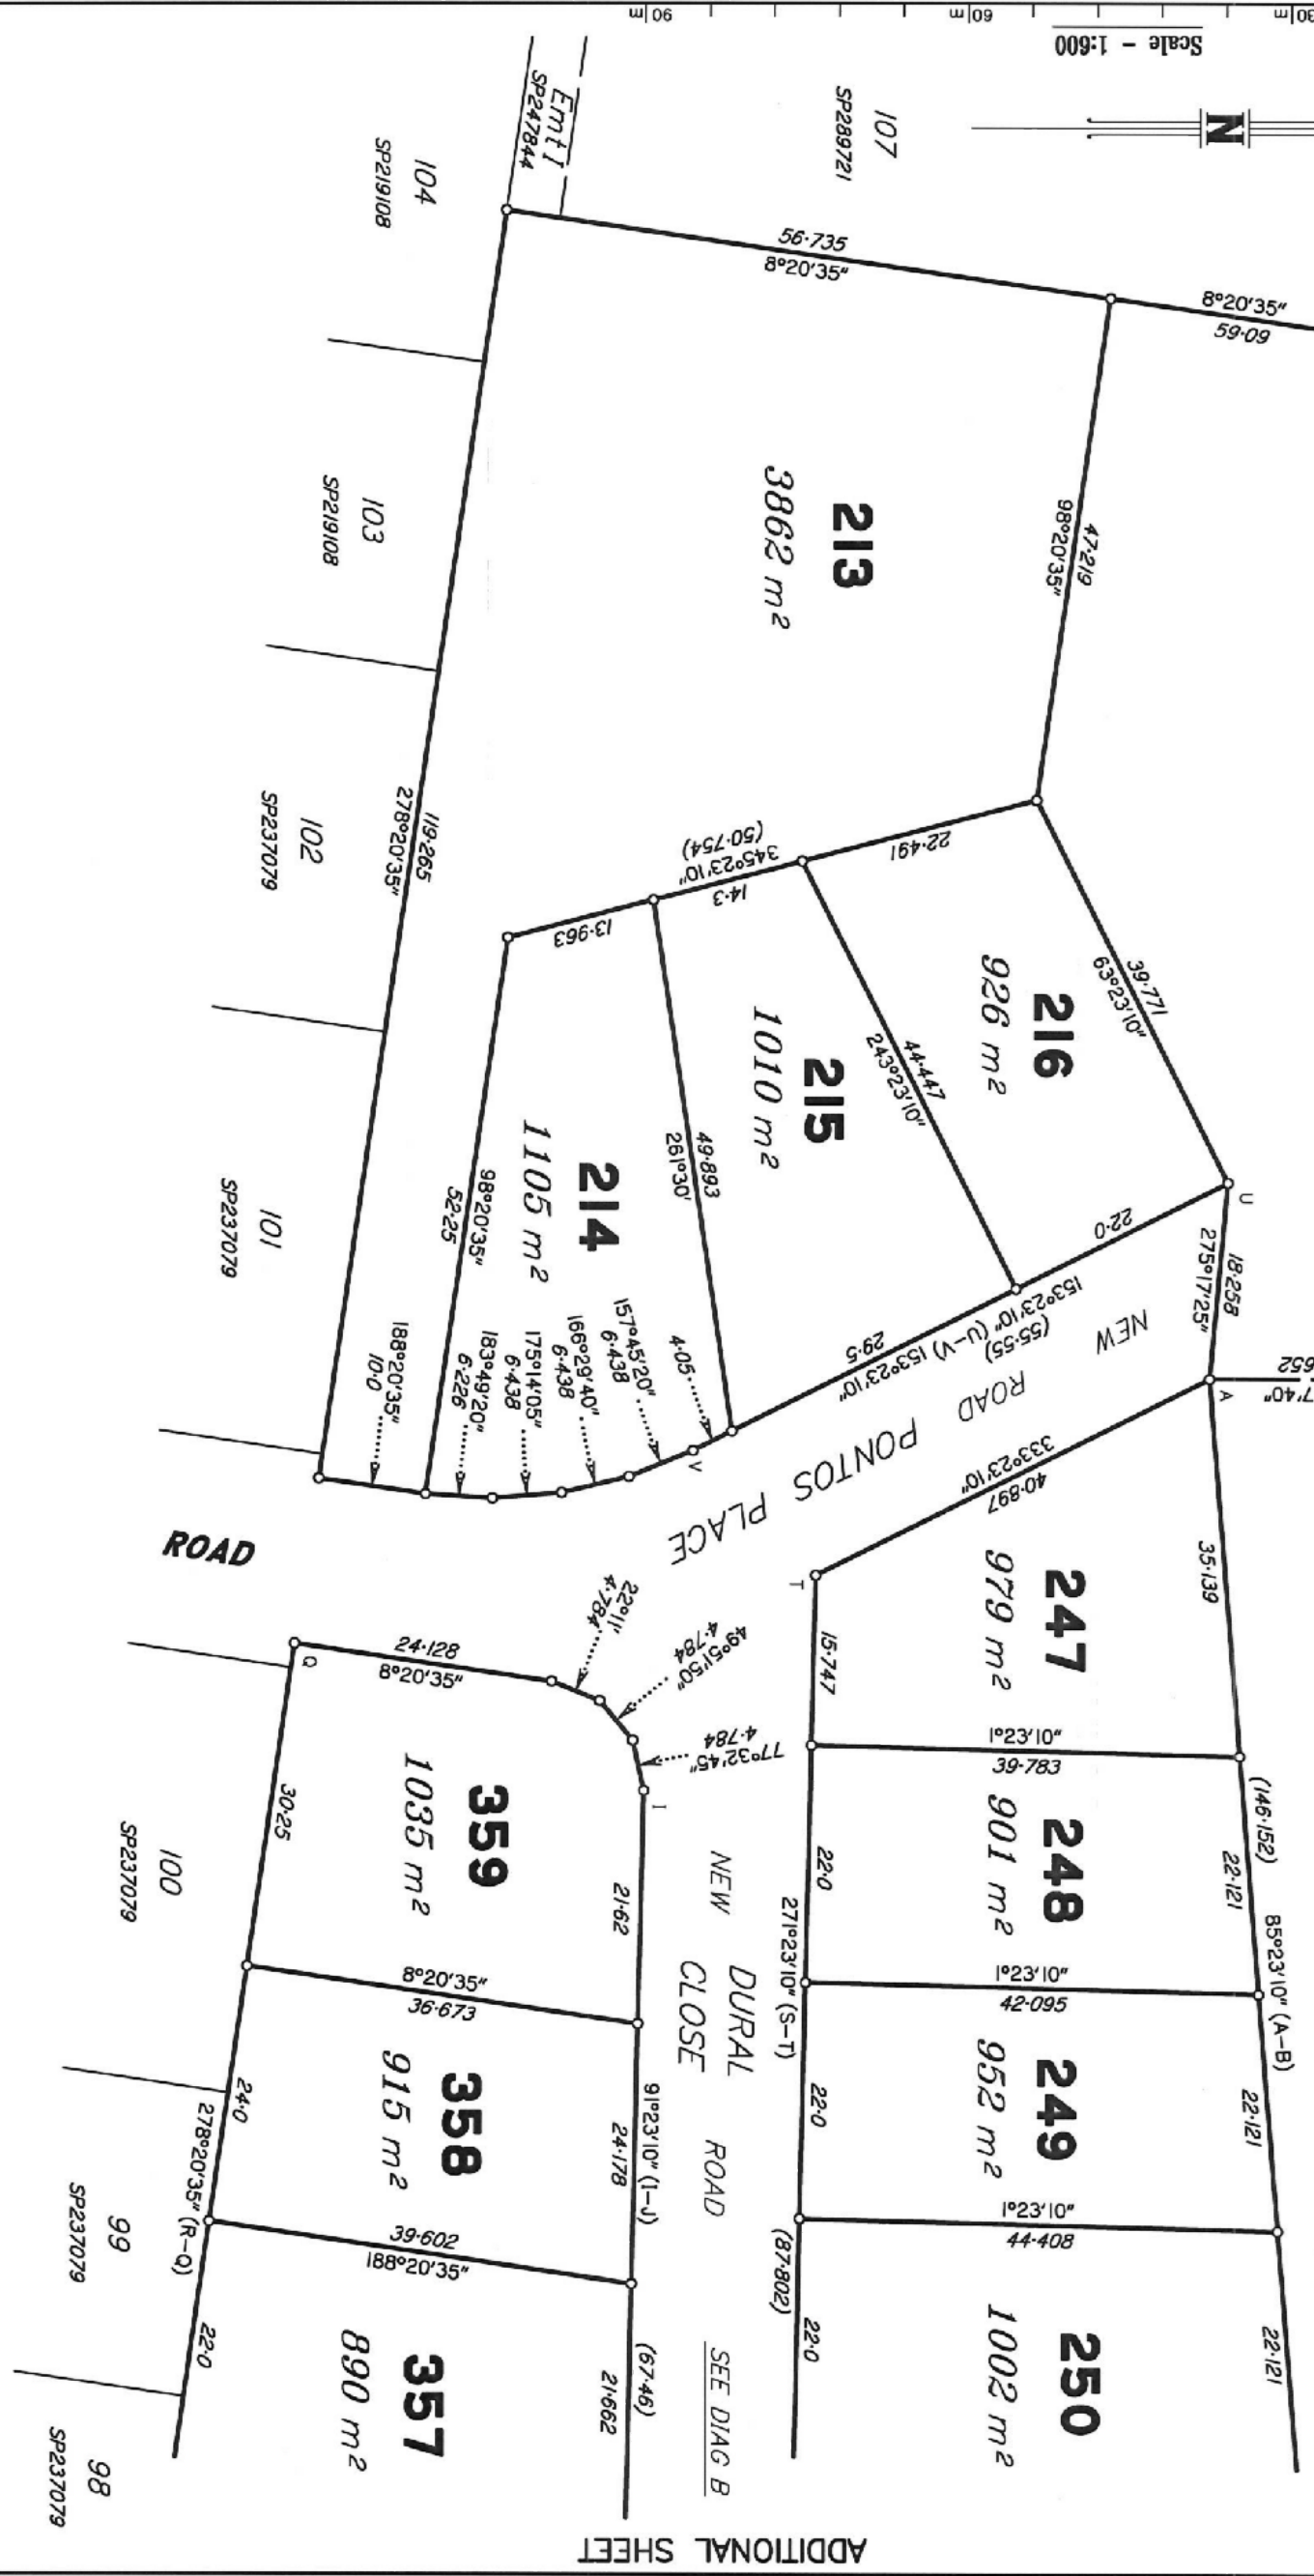 30 m
60 m
90 m
Scale – 1:600
N
8°20'35"
59·09
107
SP289721
56·735
8°20'35"
Emt I
SP247844
104
SP219108
103
SP219108
102
SP237079
101
SP237079
213
3862 m²
47·219
98°20'35"
119·265
278°20'35"
22·491
345°23'10"
(50·754)
14·3
13·963
216
926 m²
39·771
63°23'10"
44·447
243°23'10"
215
1010 m²
49·893
261°30'
214
1105 m²
98°20'35"
52·25
U
18·258
275°17'25"
652
7'40"
A
22·0
153°23'10" (U-V)
(55·55)
153°23'10"
29·5
4·05
V
157°45'20"
6·438
166°29'40"
6·438
175°14'05"
6·438
183°49'20"
6·226
188°20'35"
10·0
NEW
ROAD
PONTOS PLACE
ROAD
333°23'10"
40·897
T
35·139
247
979 m²
15·747
1°23'10"
39·783
(146·152)
22·121
85°23'10" (A-B)
248
901 m²
22·0
271°23'10" (S-T)
1°23'10"
42·095
22·121
249
952 m²
22·0
1°23'10"
44·408
22·121
250
1002 m²
(87·802)
22·0
22°11'
4·784
49°51'50"
4·784
77°32'45"
4·784
I
24·128
8°20'35"
Q
359
1035 m²
21·62
30·25
NEW
DURAL
CLOSE
ROAD
SEE DIAG B
8°20'35"
36·673
358
915 m²
91°23'10" (I-J)
24·178
24·0
278°20'35" (R-Q)
39·602
188°20'35"
357
890 m²
(67·46)
21·662
22·0
100
SP237079
99
SP237079
98
SP237079
ADDITIONAL SHEET